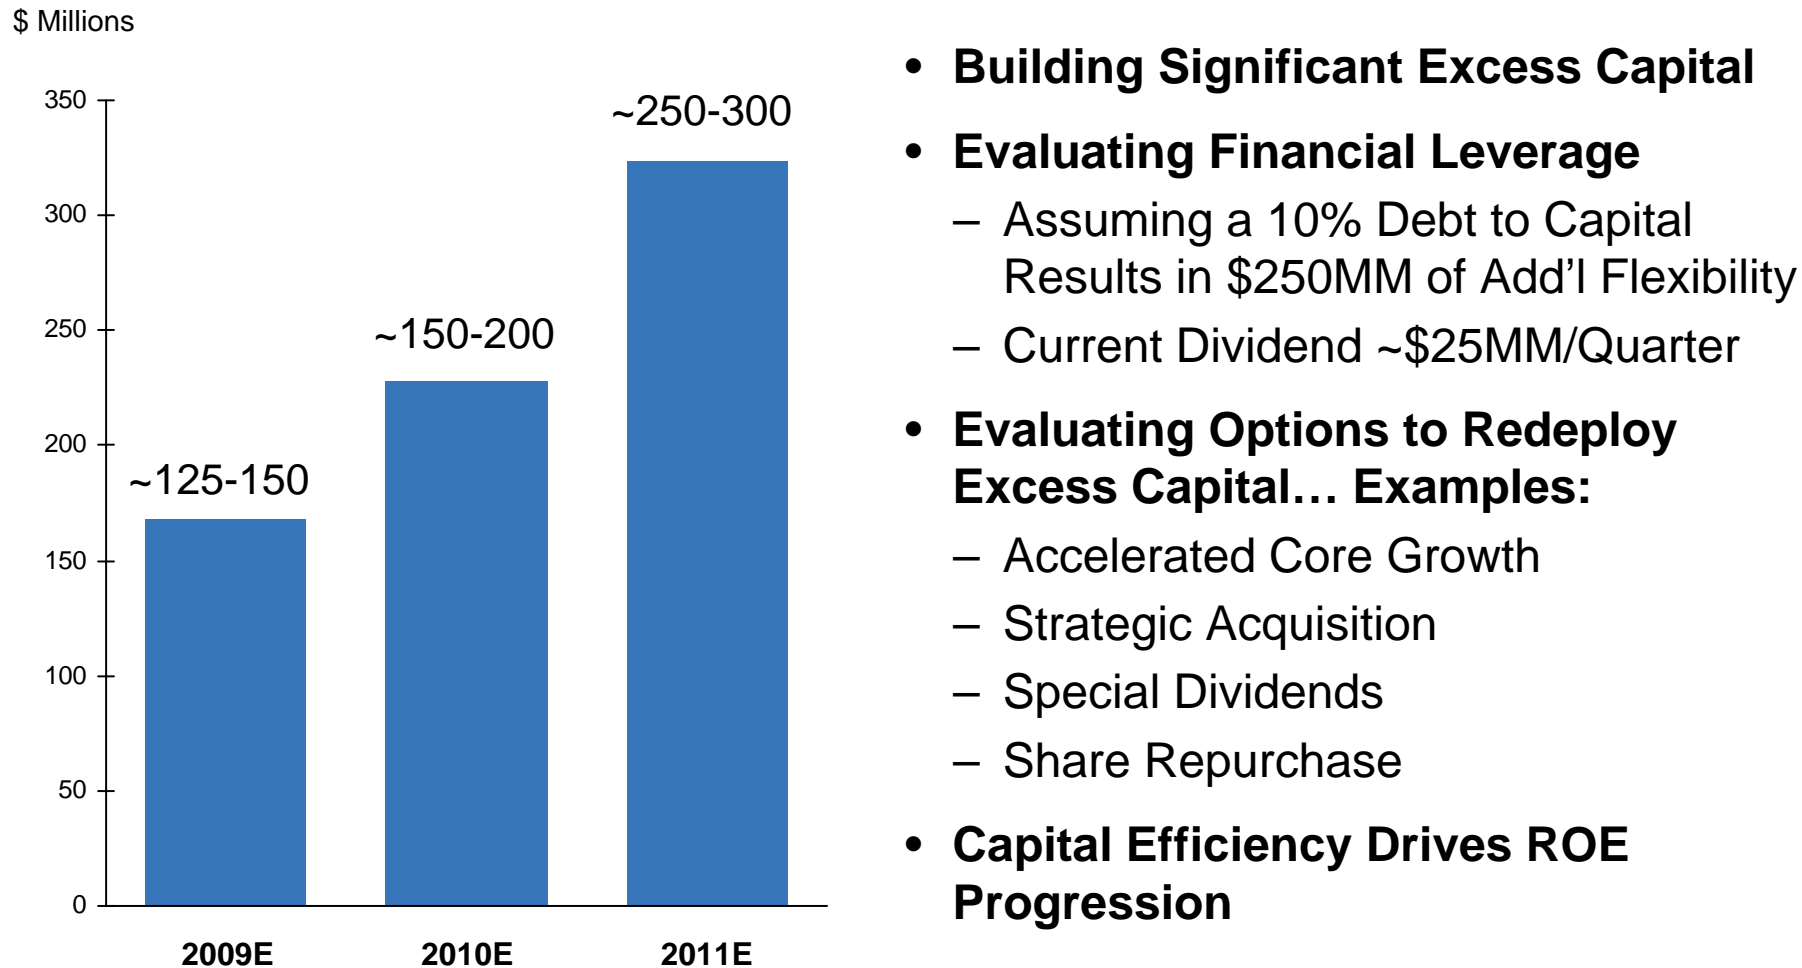 $ Millions
350
300
250
200
150
100
50
0
~125-150
~150-200
~250-300
2009E
2010E
2011E
• Building Significant Excess Capital
• Evaluating Financial Leverage
– Assuming a 10% Debt to Capital
Results in $250MM of Add’l Flexibility
– Current Dividend ~$25MM/Quarter
• Evaluating Options to Redeploy
Excess Capital… Examples:
– Accelerated Core Growth
– Strategic Acquisition
– Special Dividends
– Share Repurchase
• Capital Efficiency Drives ROE
Progression